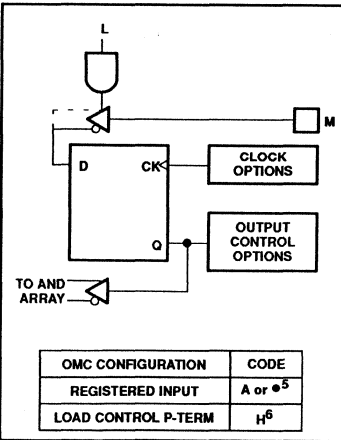 L
M
D
CK
CLOCK
OPTIONS
Q
OUTPUT
CONTROL
OPTIONS
TO AND
ARRAY
OMC CONFIGURATION CODE
REGISTERED INPUT A or ●5
LOAD CONTROL P-TERM H6